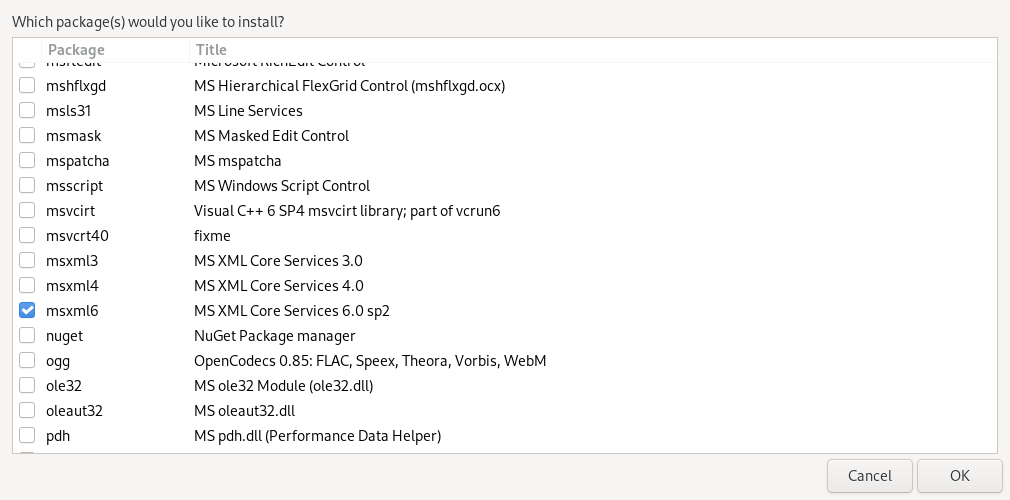 Which package(s) would you like to install?
Package Title
msftedit Microsoft RichEdit Control
mshflxgd MS Hierarchical FlexGrid Control (mshflxgd.ocx)
msls31 MS Line Services
msmask MS Masked Edit Control
mspatcha MS mspatcha
msscript MS Windows Script Control
msvcirt Visual C++ 6 SP4 msvcirt library; part of vcrun6
msvcrt40 fixme
msxml3 MS XML Core Services 3.0
msxml4 MS XML Core Services 4.0
msxml6 MS XML Core Services 6.0 sp2
nuget NuGet Package manager
ogg OpenCodecs 0.85: FLAC, Speex, Theora, Vorbis, WebM
ole32 MS ole32 Module (ole32.dll)
oleaut32 MS oleaut32.dll
pdh MS pdh.dll (Performance Data Helper)
Cancel OK